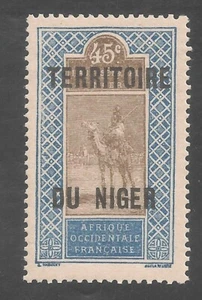 45c
TERRITOIRE
DU NIGER
AFRIQUE
OCCIDENTALE
FRANÇAISE